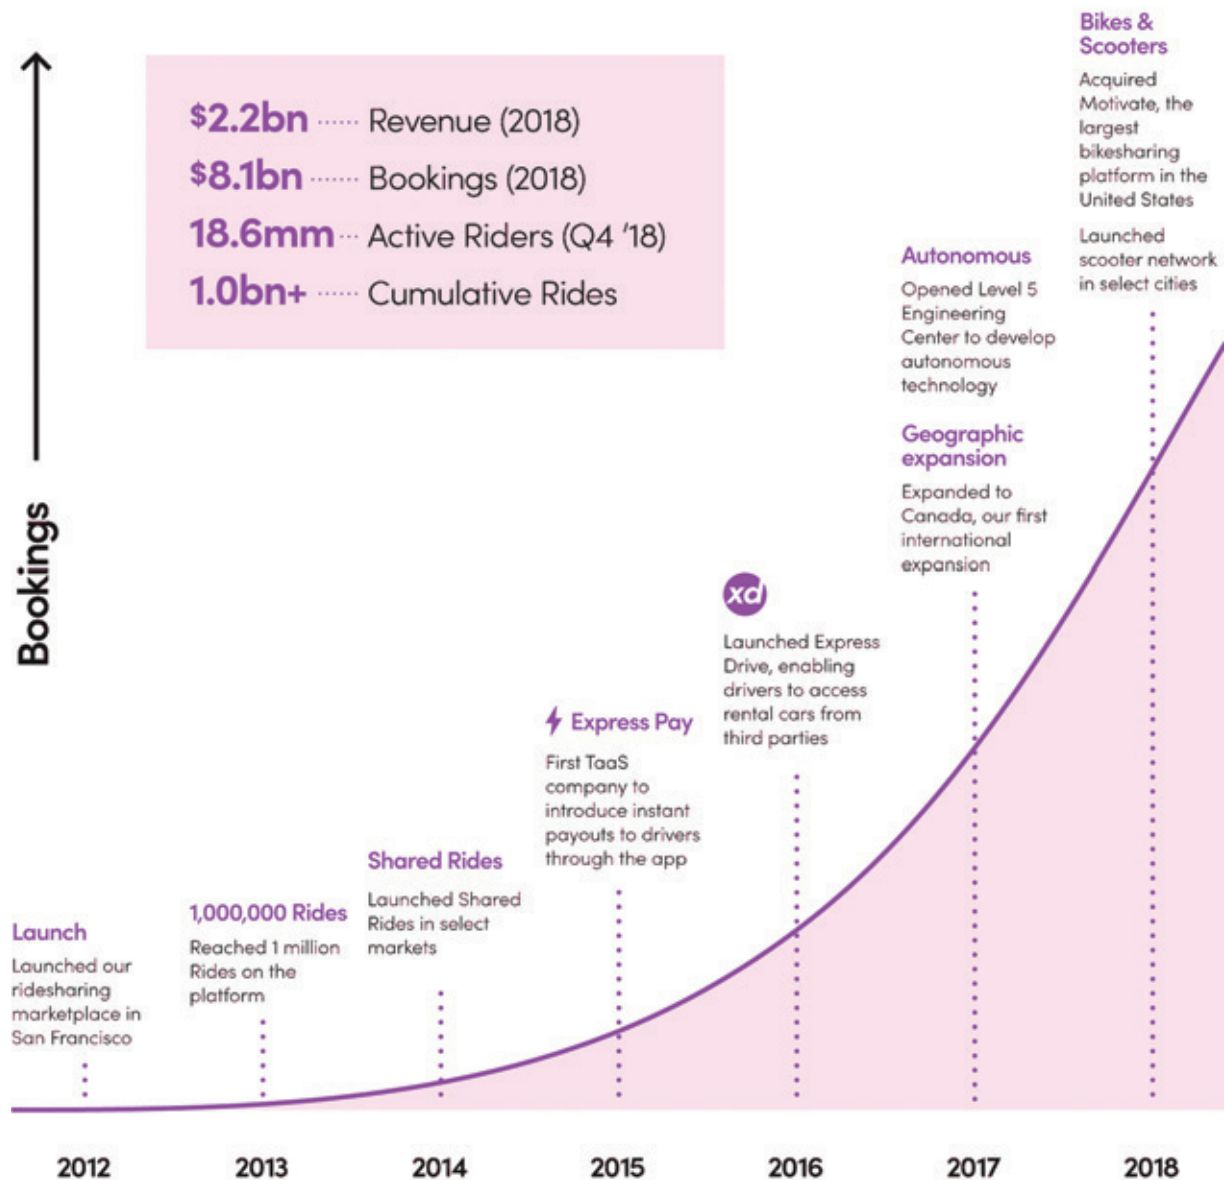 $2.2bn ······ Revenue (2018)
$8.1bn ······ Bookings (2018)
18.6mm ··· Active Riders (Q4 '18)
1.0bn+ ······ Cumulative Rides
Bookings
Launch
Launched our
ridesharing
marketplace in
San Francisco
1,000,000 Rides
Reached 1 million
Rides on the
platform
Shared Rides
Launched Shared
Rides in select
markets
Express Pay
First TaaS
company to
introduce instant
payouts to drivers
through the app
xd
Launched Express
Drive, enabling
drivers to access
rental cars from
third parties
Autonomous
Opened Level 5
Engineering
Center to develop
autonomous
technology
Geographic
expansion
Expanded to
Canada, our first
international
expansion
Bikes &
Scooters
Acquired
Motivate, the
largest
bikesharing
platform in the
United States
Launched
scooter network
in select cities
2012 2013 2014 2015 2016 2017 2018